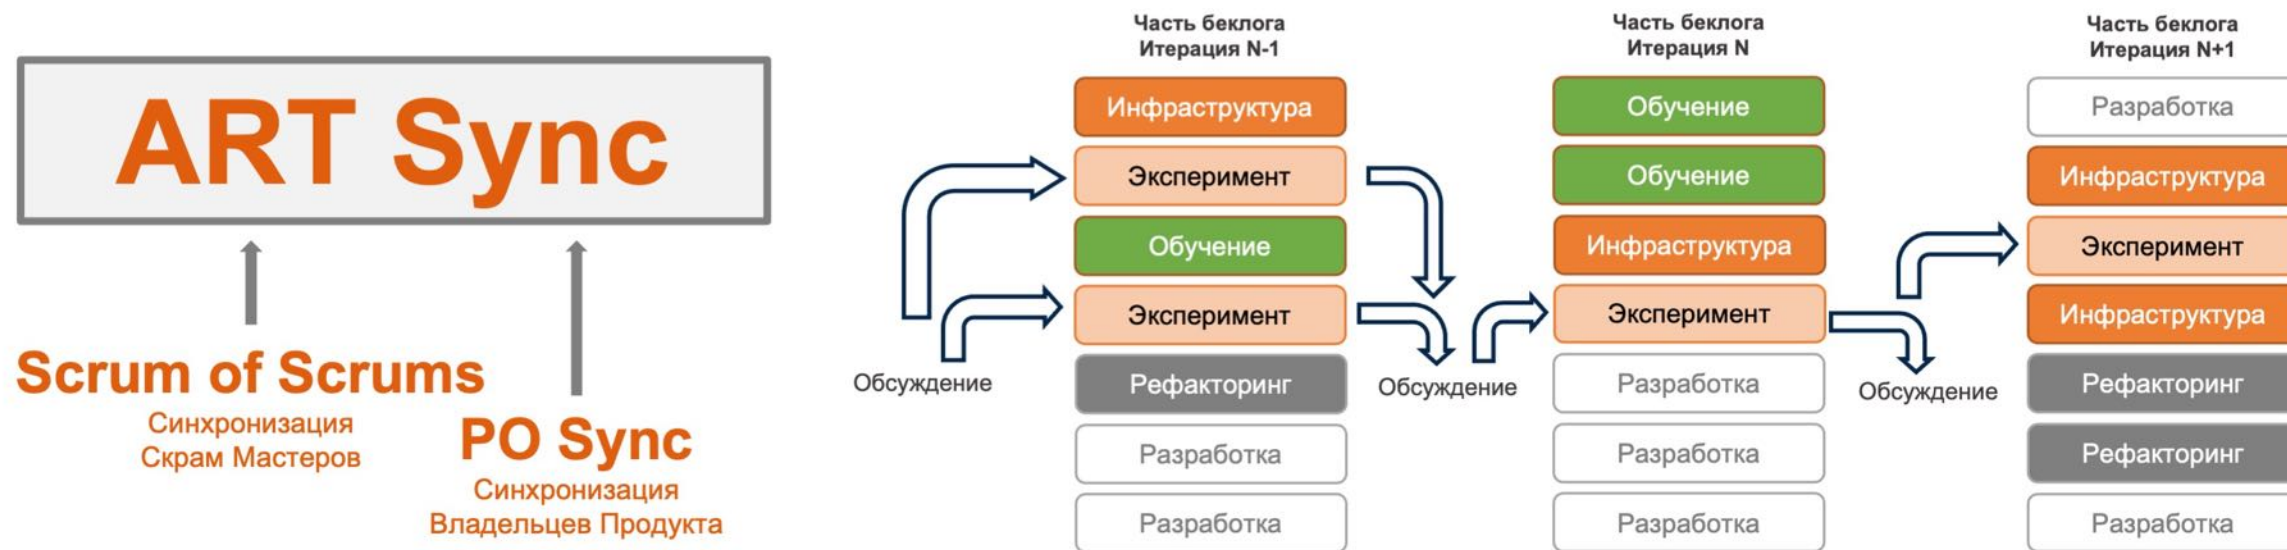 ART Sync
Scrum of Scrums
Синхронизация
Скрам Мастеров
PO Sync
Синхронизация
Владельцев Продукта
Обсуждение
Часть беклога
Итерация N-1
Инфраструктура
Эксперимент
Обучение
Эксперимент
Рефакторинг
Разработка
Разработка
Обсуждение
Часть беклога
Итерация N
Обучение
Обучение
Инфраструктура
Эксперимент
Разработка
Разработка
Разработка
Обсуждение
Часть беклога
Итерация N+1
Разработка
Инфраструктура
Эксперимент
Инфраструктура
Рефакторинг
Рефакторинг
Разработка